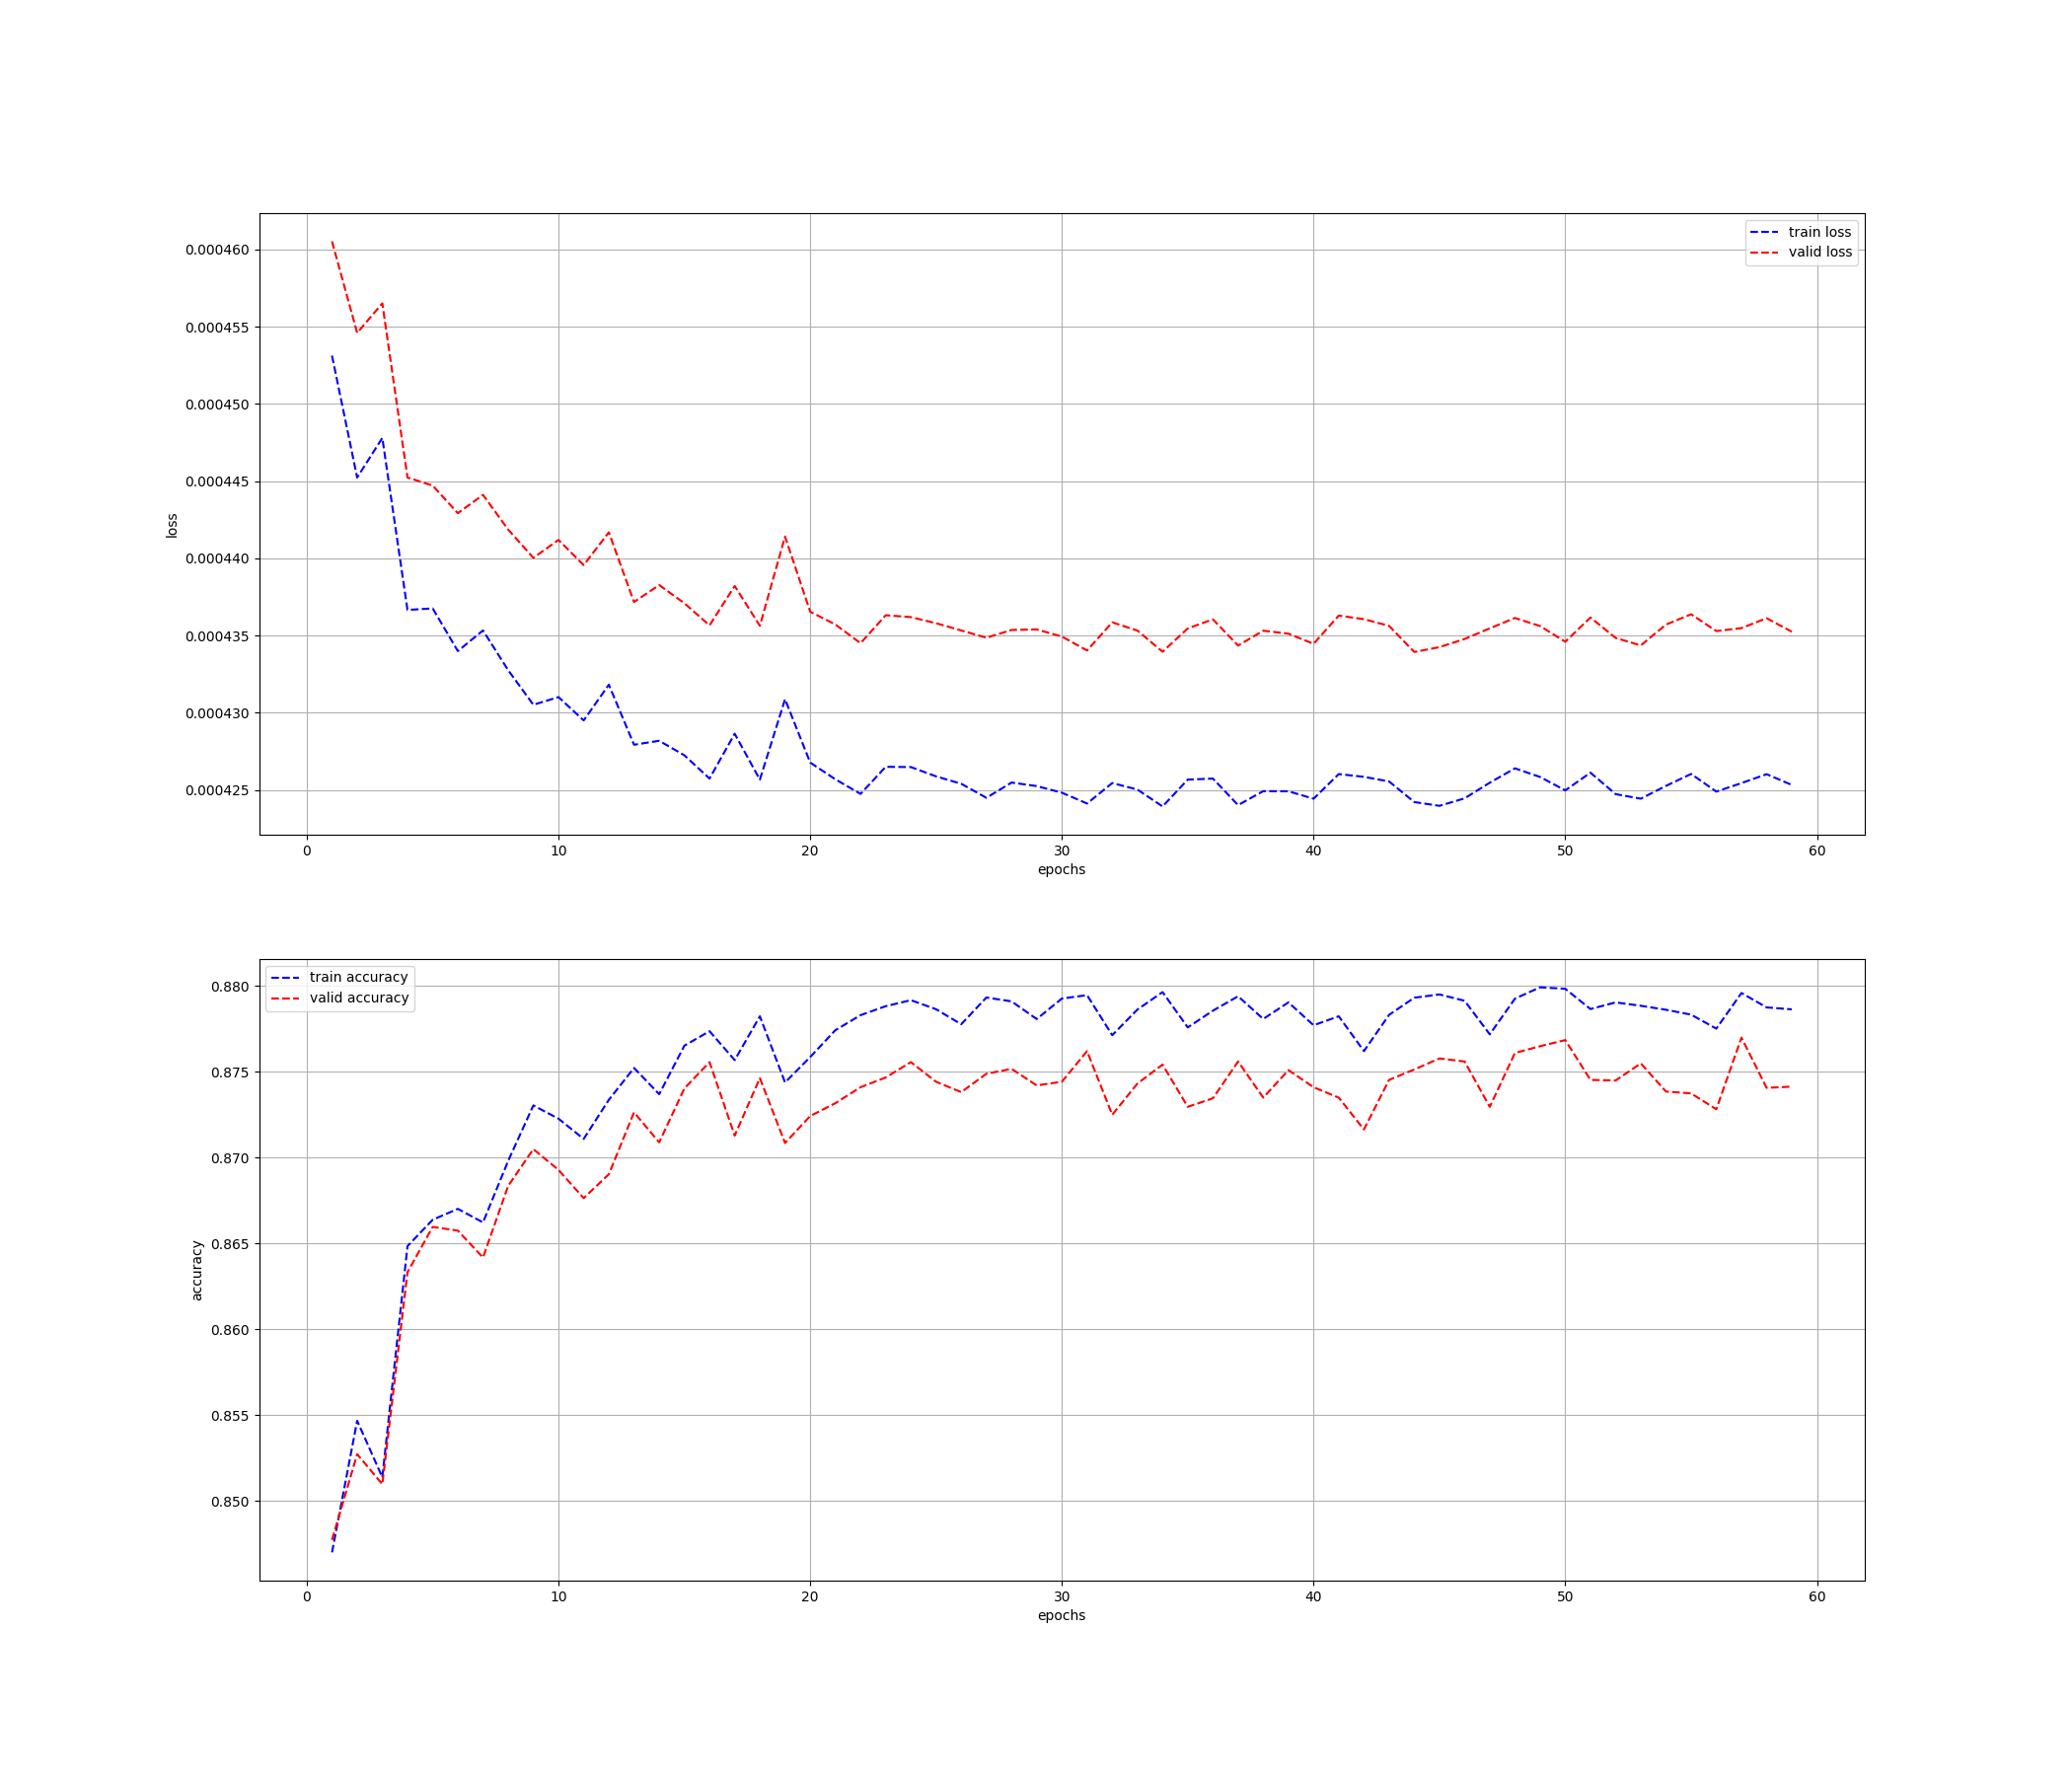 train loss
valid loss
0.000460
0.000455
0.000450
0.000445
0.000440
0.000435
0.000430
0.000425
loss
0 10 20 30 40 50 60
epochs
train accuracy
valid accuracy
0.880
0.875
0.870
0.865
0.860
0.855
0.850
accuracy
0 10 20 30 40 50 60
epochs